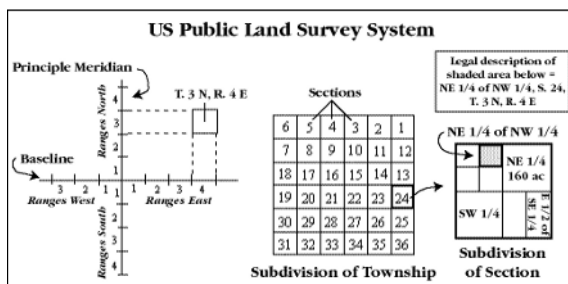 US Public Land Survey System
Principle Meridian
Ranges North
4
3
2
1
T. 3 N, R. 4 E
Baseline
3 2 1 1 2 3 4
Ranges West
Ranges East
Ranges South
1
2
3
4
Sections
6 5 4 3 2 1
7 8 9 10 11 12
18 17 16 15 14 13
19 20 21 22 23 24
30 29 28 27 26 25
31 32 33 34 35 36
Subdivision of Township
Legal description of
shaded area below =
NE 1/4 of NW 1/4, S. 24,
T. 3 N, R. 4 E
NE 1/4 of NW 1/4
NE 1/4
160 ac
SW 1/4
E 1/2 of
SE 1/4
Subdivision
of Section